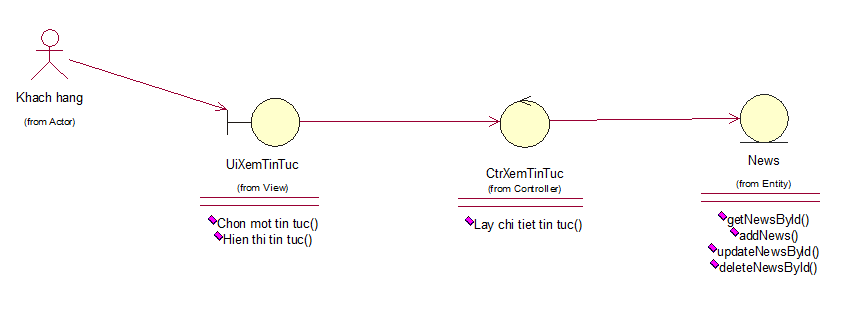 Khach hang
(from Actor)
UiXemTinTuc
(from View)
Chon mot tin tuc()
Hien thi tin tuc()
CtrXemTinTuc
(from Controller)
Lay chi tiet tin tuc()
News
(from Entity)
getNewsById()
addNews()
updateNewsById()
deleteNewsById()